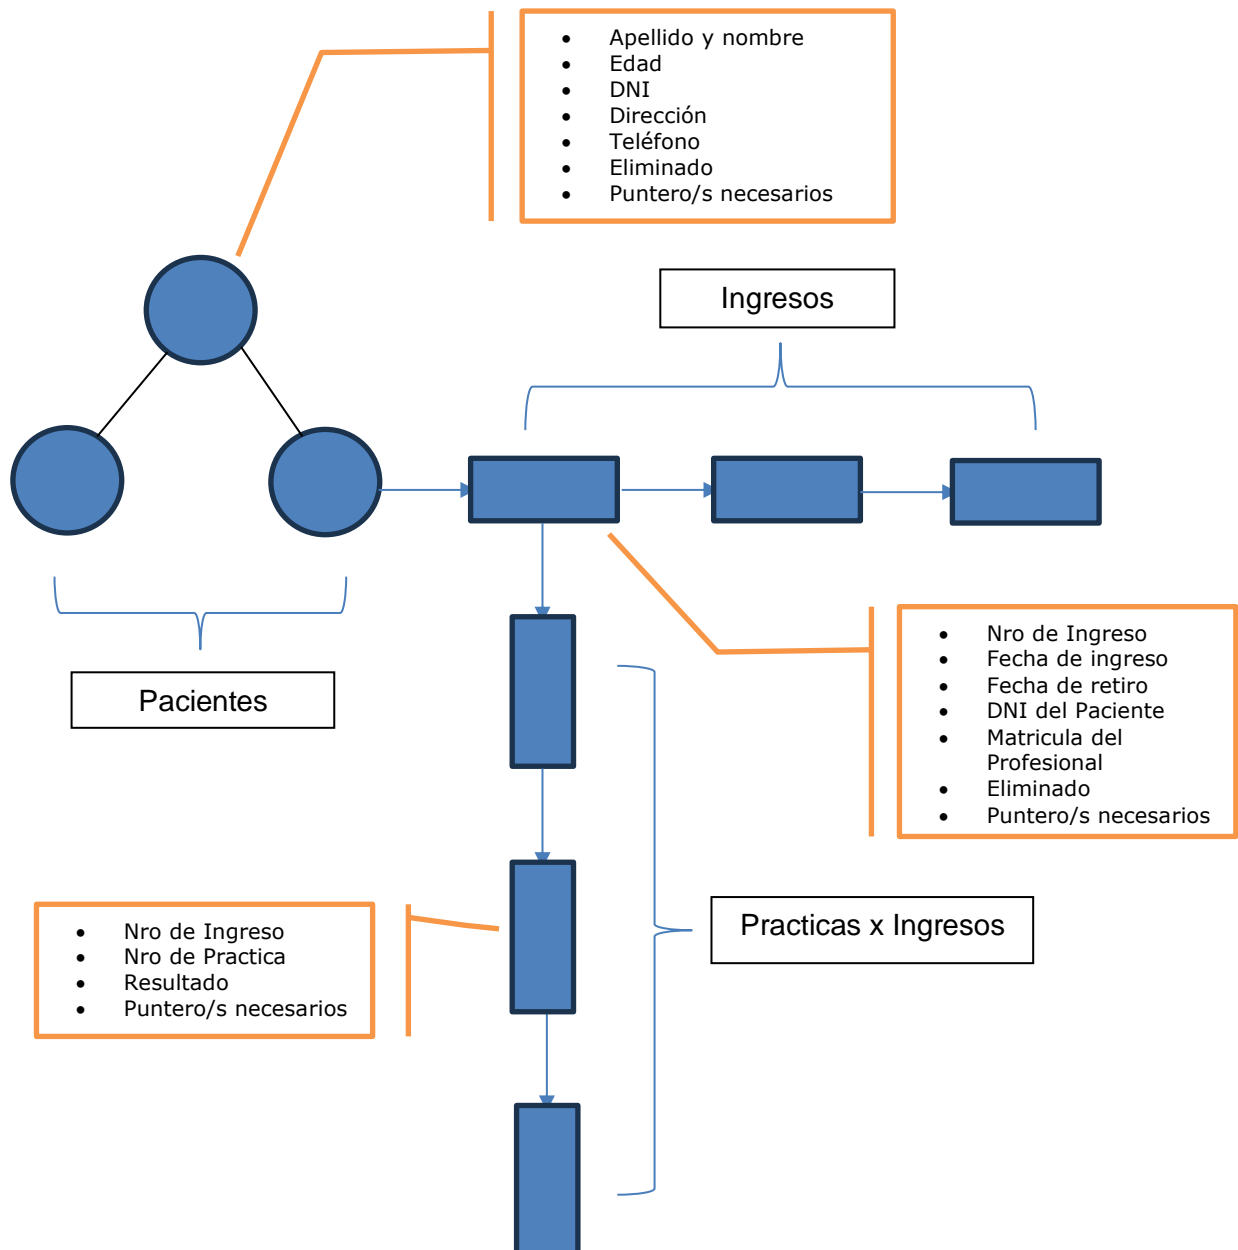 • Apellido y nombre
• Edad
• DNI
• Dirección
• Teléfono
• Eliminado
• Puntero/s necesarios
Ingresos
Pacientes
• Nro de Ingreso
• Fecha de ingreso
• Fecha de retiro
• DNI del Paciente
• Matricula del
Profesional
• Eliminado
• Puntero/s necesarios
Practicas x Ingresos
• Nro de Ingreso
• Nro de Practica
• Resultado
• Puntero/s necesarios